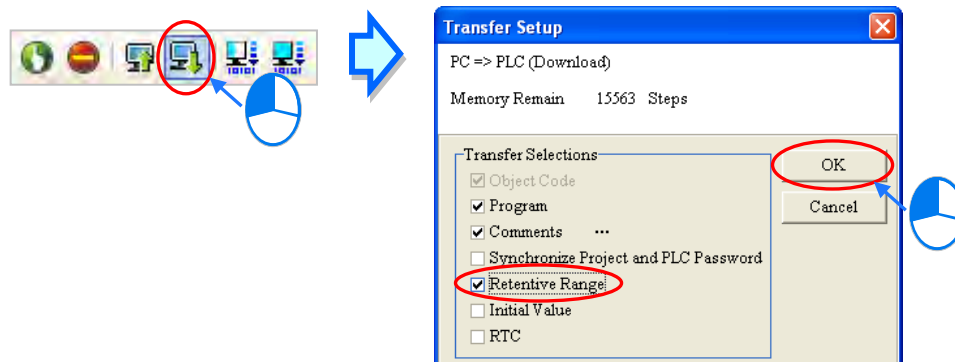 Transfer Setup
PC => PLC (Download)
Memory Remain 15563 Steps
Transfer Selections
Object Code
OK
Program
Cancel
Comments ...
Synchronize Project and PLC Password
Retentive Range
Initial Value
RTC